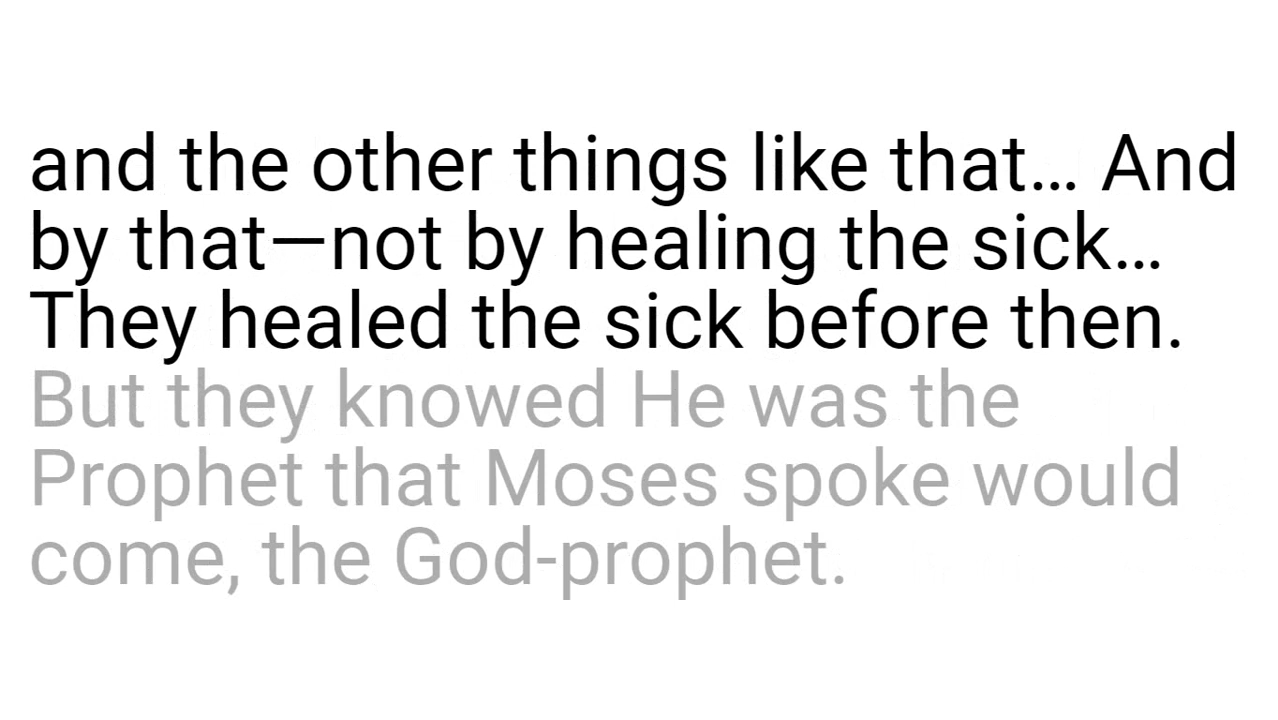 and the other things like that… And
by that—not by healing the sick…
They healed the sick before then.
But they knowed He was the
Prophet that Moses spoke would
come, the God-prophet.